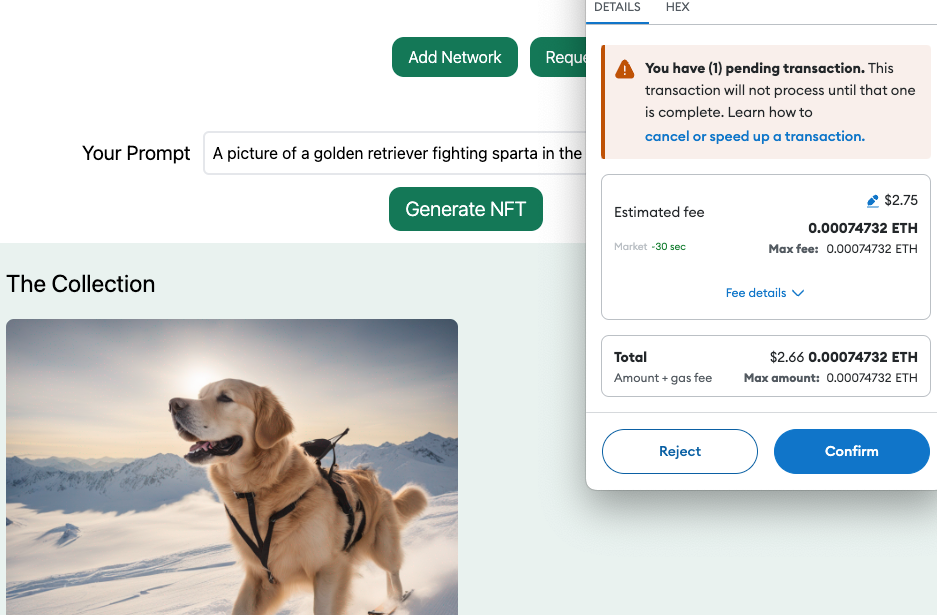 DETAILS HEX
Add Network
You have (1) pending transaction. This
transaction will not process until that one
is complete. Learn how to
cancel or speed up a transaction.
Your Prompt A picture of a golden retriever fighting sparta in the
Generate NFT
The Collection
Estimated fee
$2.75
0.00074732 ETH
Market ~30 sec
Max fee: 0.00074732 ETH
Fee details
Total $2.66 0.00074732 ETH
Amount + gas fee Max amount: 0.00074732 ETH
Reject Confirm